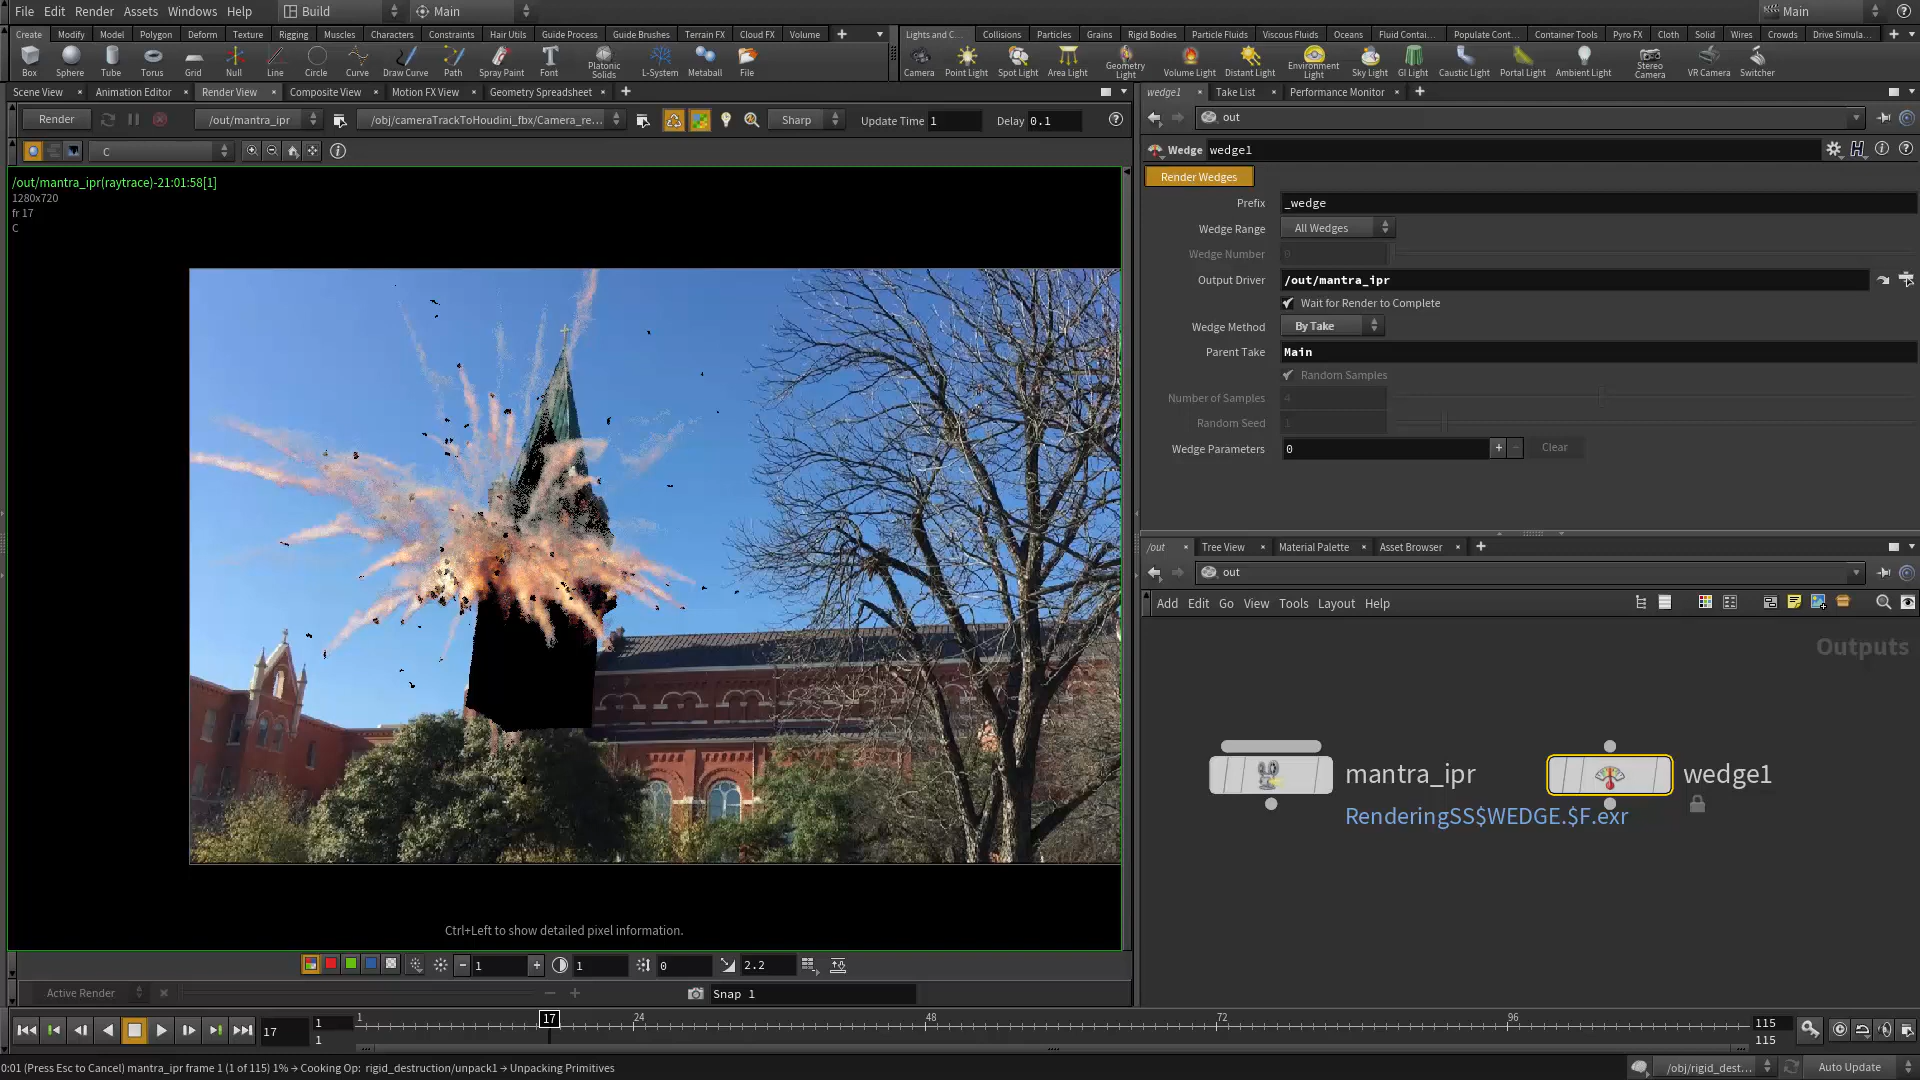 File Edit Render Assets Windows Help Build Main Main
Create Modify Model Polygon Deform Texture Rigging Muscles Characters Constraints Hair Utils Guide Process Guide Brushes Terrain FX Cloud FX Volume
Lights and C... Collisions Particles Grains Rigid Bodies Particle Fluids Viscous Fluids Oceans Fluid Contai... Populate Cont... Container Tools Pyro FX Cloth Solid Wires Crowds Drive Simula...
Box Sphere Tube Torus Grid Null Line Circle Curve Draw Curve Path Spray Paint Font Platonic Solids L-System Metaball File
Camera Point Light Spot Light Area Light Geometry Light Volume Light Distant Light Environment Light Sky Light GI Light Caustic Light Portal Light Ambient Light Stereo Camera VR Camera Switcher
Scene View Animation Editor Render View Composite View Motion FX View Geometry Spreadsheet
wedge1 Take List Performance Monitor
Render /out/mantra_ipr /obj/cameraTrackToHoudini_fbx/Camera_re... Sharp Update Time 1 Delay 0.1
out
C
Wedge wedge1
/out/mantra_ipr(raytrace)-21:01:58[1]
1280x720
fr 17
C
Render Wedges
Prefix _wedge
Wedge Range All Wedges
Wedge Number 0
Output Driver /out/mantra_ipr
Wait for Render to Complete
Wedge Method By Take
Parent Take Main
Random Samples
Number of Samples 4
Random Seed 1
Wedge Parameters 0 Clear
/out Tree View Material Palette Asset Browser
out
Add Edit Go View Tools Layout Help
Outputs
mantra_ipr
wedge1
RenderingSS$WEDGE.$F.exr
Ctrl+Left to show detailed pixel information.
1 1 0 2.2
Active Render Snap 1
17 1 1 1 17 24 48 72 96 115 115
0:01 (Press Esc to Cancel) mantra_ipr frame 1 (1 of 115) 1% → Cooking Op: rigid_destruction/unpack1 → Unpacking Primitives
/obj/rigid_dest... Auto Update